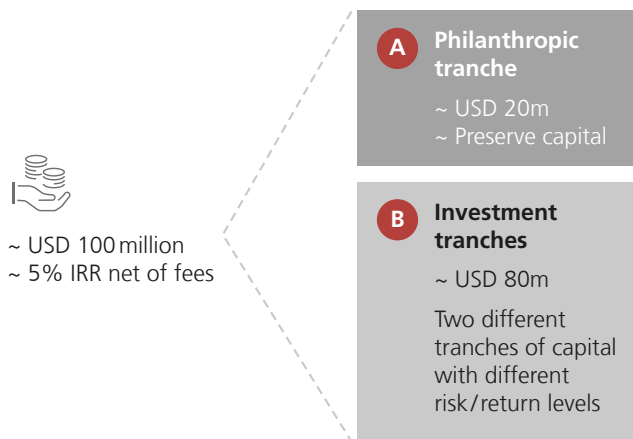 ~ USD 100 million
~ 5% IRR net of fees
A
Philanthropic
tranche
~ USD 20m
~ Preserve capital
B
Investment
tranches
~ USD 80m
Two different
tranches of capital
with different
risk/return levels